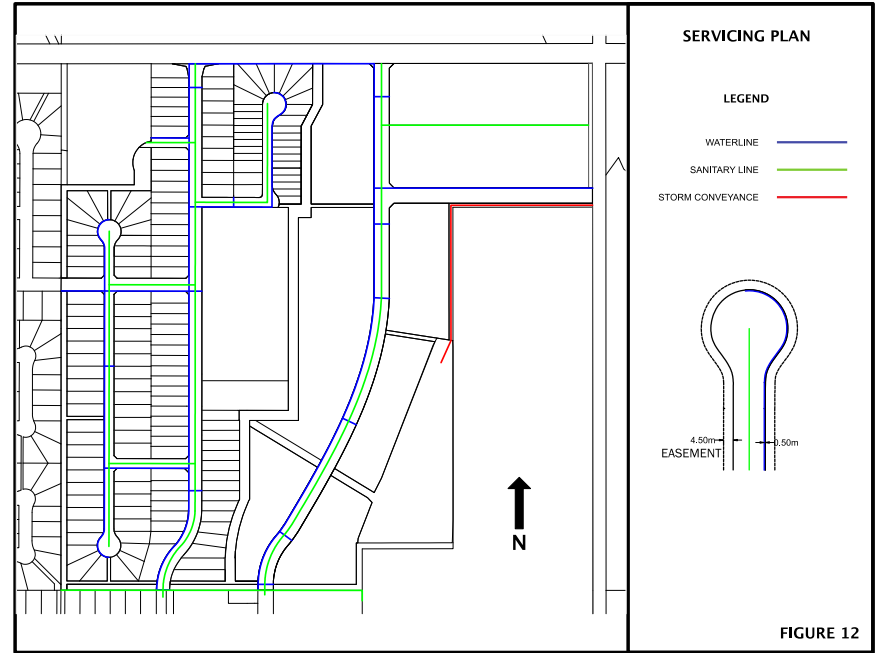 SERVICING PLAN
LEGEND
WATERLINE
SANITARY LINE
STORM CONVEYANCE
4.50m
0.50m
EASEMENT
N
FIGURE 12